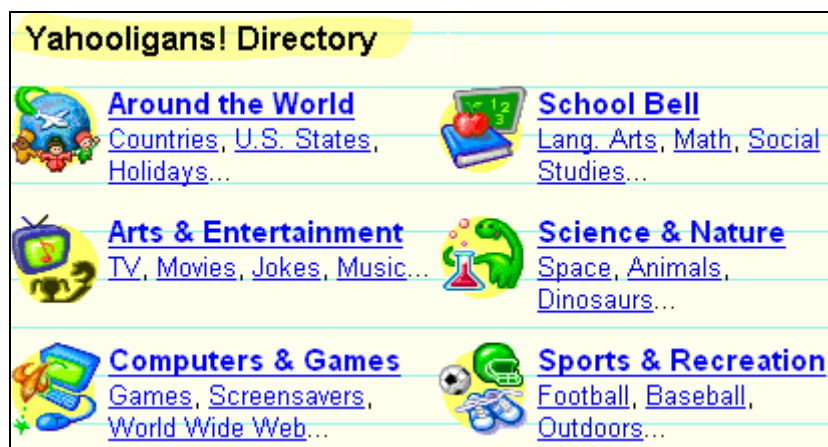 Yahooligans! Directory
Around the World
Countries, U.S. States,
Holidays...
School Bell
Lang. Arts, Math, Social
Studies...
Arts & Entertainment
TV, Movies, Jokes, Music...
Science & Nature
Space, Animals,
Dinosaurs...
Computers & Games
Games, Screensavers,
World Wide Web...
Sports & Recreation
Football, Baseball,
Outdoors...